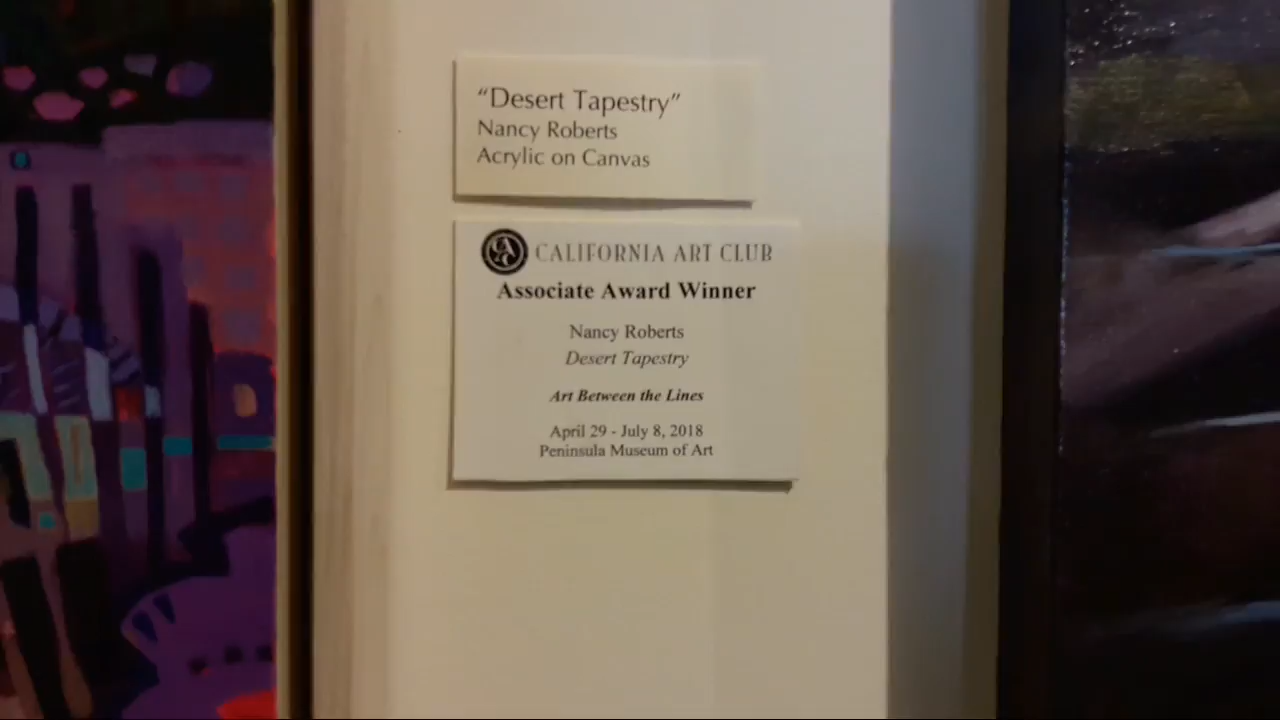 “Desert Tapestry”
Nancy Roberts
Acrylic on Canvas
CALIFORNIA ART CLUB
Associate Award Winner
Nancy Roberts
Desert Tapestry
Art Between the Lines
April 29 - July 8, 2018
Peninsula Museum of Art